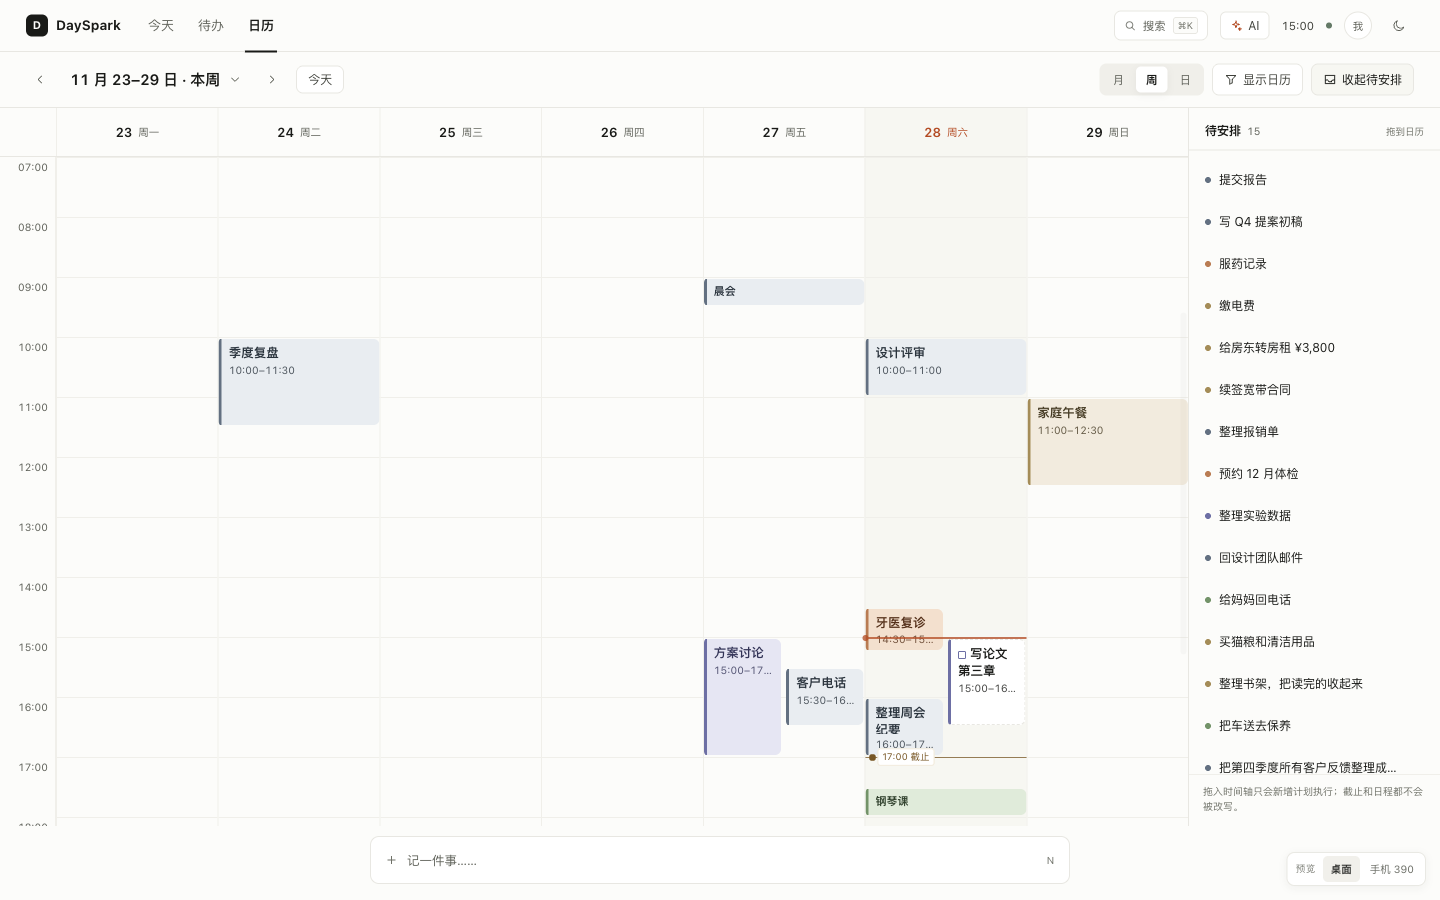 D DaySpark 今天 待办 日历 搜索 ⌘K AI 15:00 我
11 月 23–29 日 · 本周 今天 月 周 日 显示日历 收起待安排
23 周一 24 周二 25 周三 26 周四 27 周五 28 周六 29 周日
待安排 15 拖到日历
07:00
08:00
09:00
10:00
11:00
12:00
13:00
14:00
15:00
16:00
17:00
季度复盘
10:00–11:30
晨会
方案讨论
15:00–17...
客户电话
15:30–16...
设计评审
10:00–11:00
牙医复诊
14:30–15...
写论文
第三章
15:00–16...
整理周会
纪要
16:00–17...
17:00 截止
钢琴课
家庭午餐
11:00–12:30
提交报告
写 Q4 提案初稿
服药记录
缴电费
给房东转房租 ¥3,800
续签宽带合同
整理报销单
预约 12 月体检
整理实验数据
回设计团队邮件
给妈妈回电话
买猫粮和清洁用品
整理书架，把读完的收起来
把车送去保养
把第四季度所有客户反馈整理成...
拖入时间轴只会新增计划执行；截止和日程都不会
被改写。
+ 记一件事…… N
预览 桌面 手机 390